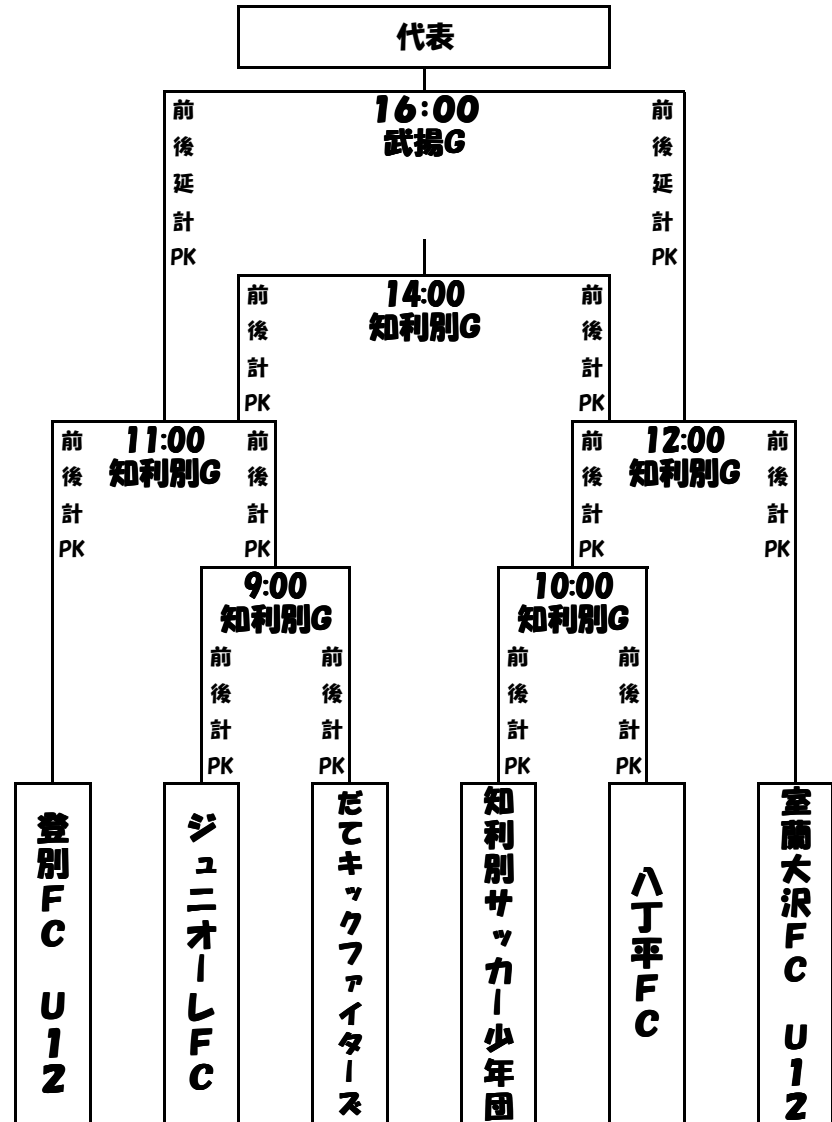 代表
16:00
武揚G
前 前
後 後
延 延
計 計
PK PK
14:00
知利別G
前 前
後 後
計 計
PK PK
11:00
知利別G
前 前
後 後
計 計
PK PK
12:00
知利別G
前 前
後 後
計 計
PK PK
9:00
知利別G
前 前
後 後
計 計
PK PK
10:00
知利別G
前 前
後 後
計 計
PK PK
登別FC U12
ジュニオーレFC
だてキックファイターズ
知利別サッカー少年団
八丁平FC
室蘭大沢FC U12